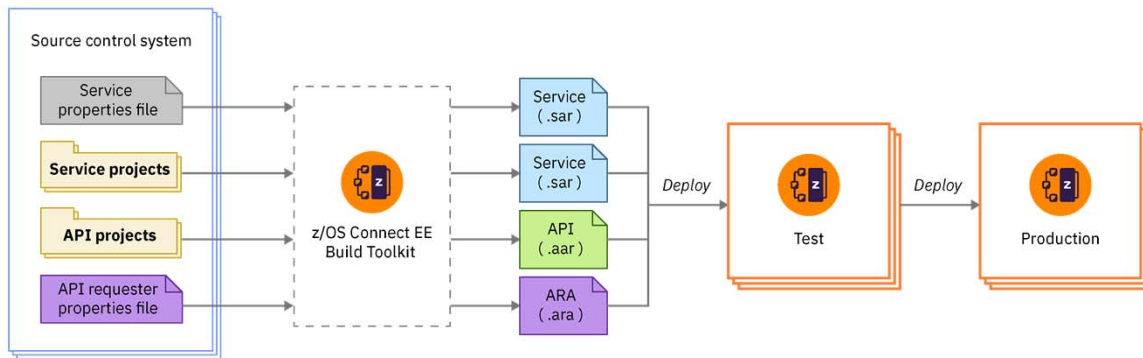 Source control system
Service
properties file
Service projects
API projects
API requester
properties file
z
z/OS Connect EE
Build Toolkit
Service
( .sar )
Service
( .sar )
API
( .aar )
ARA
( .ara )
Deploy
z
Test
Deploy
z
Production